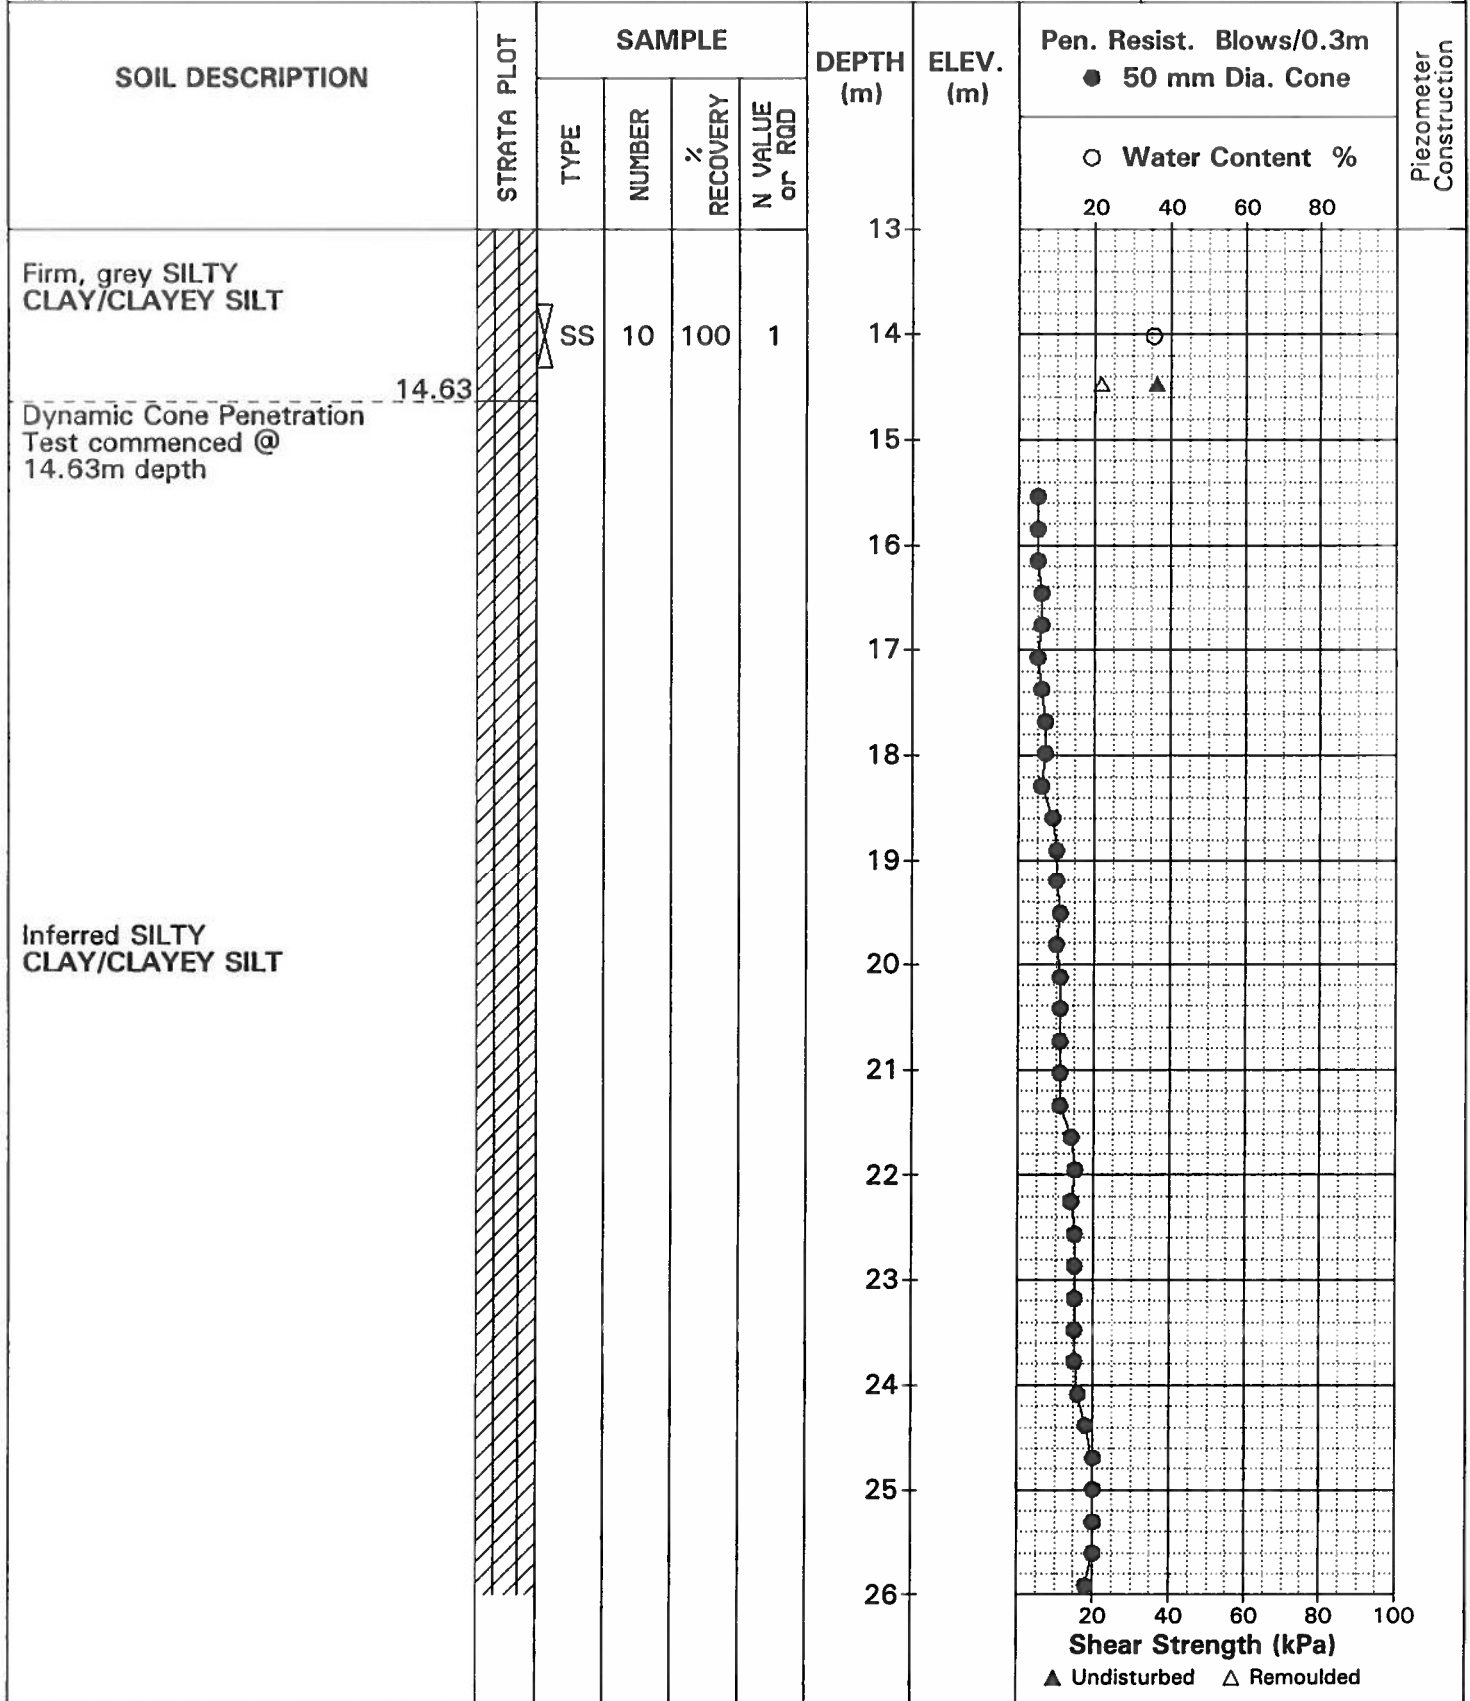 SOIL DESCRIPTION
STRATA PLOT
SAMPLE
TYPE
NUMBER
%
RECOVERY
N VALUE
or RQD
DEPTH
(m)
ELEV.
(m)
Pen. Resist. Blows/0.3m
● 50 mm Dia. Cone
○ Water Content %
20 40 60 80
Piezometer
Construction
13
Firm, grey SILTY
CLAY/CLAYEY SILT
SS 10 100 1
14
14.63
Dynamic Cone Penetration
Test commenced @
14.63m depth
15
16
17
18
19
Inferred SILTY
CLAY/CLAYEY SILT
20
21
22
23
24
25
26
20 40 60 80 100
Shear Strength (kPa)
▲ Undisturbed △ Remoulded